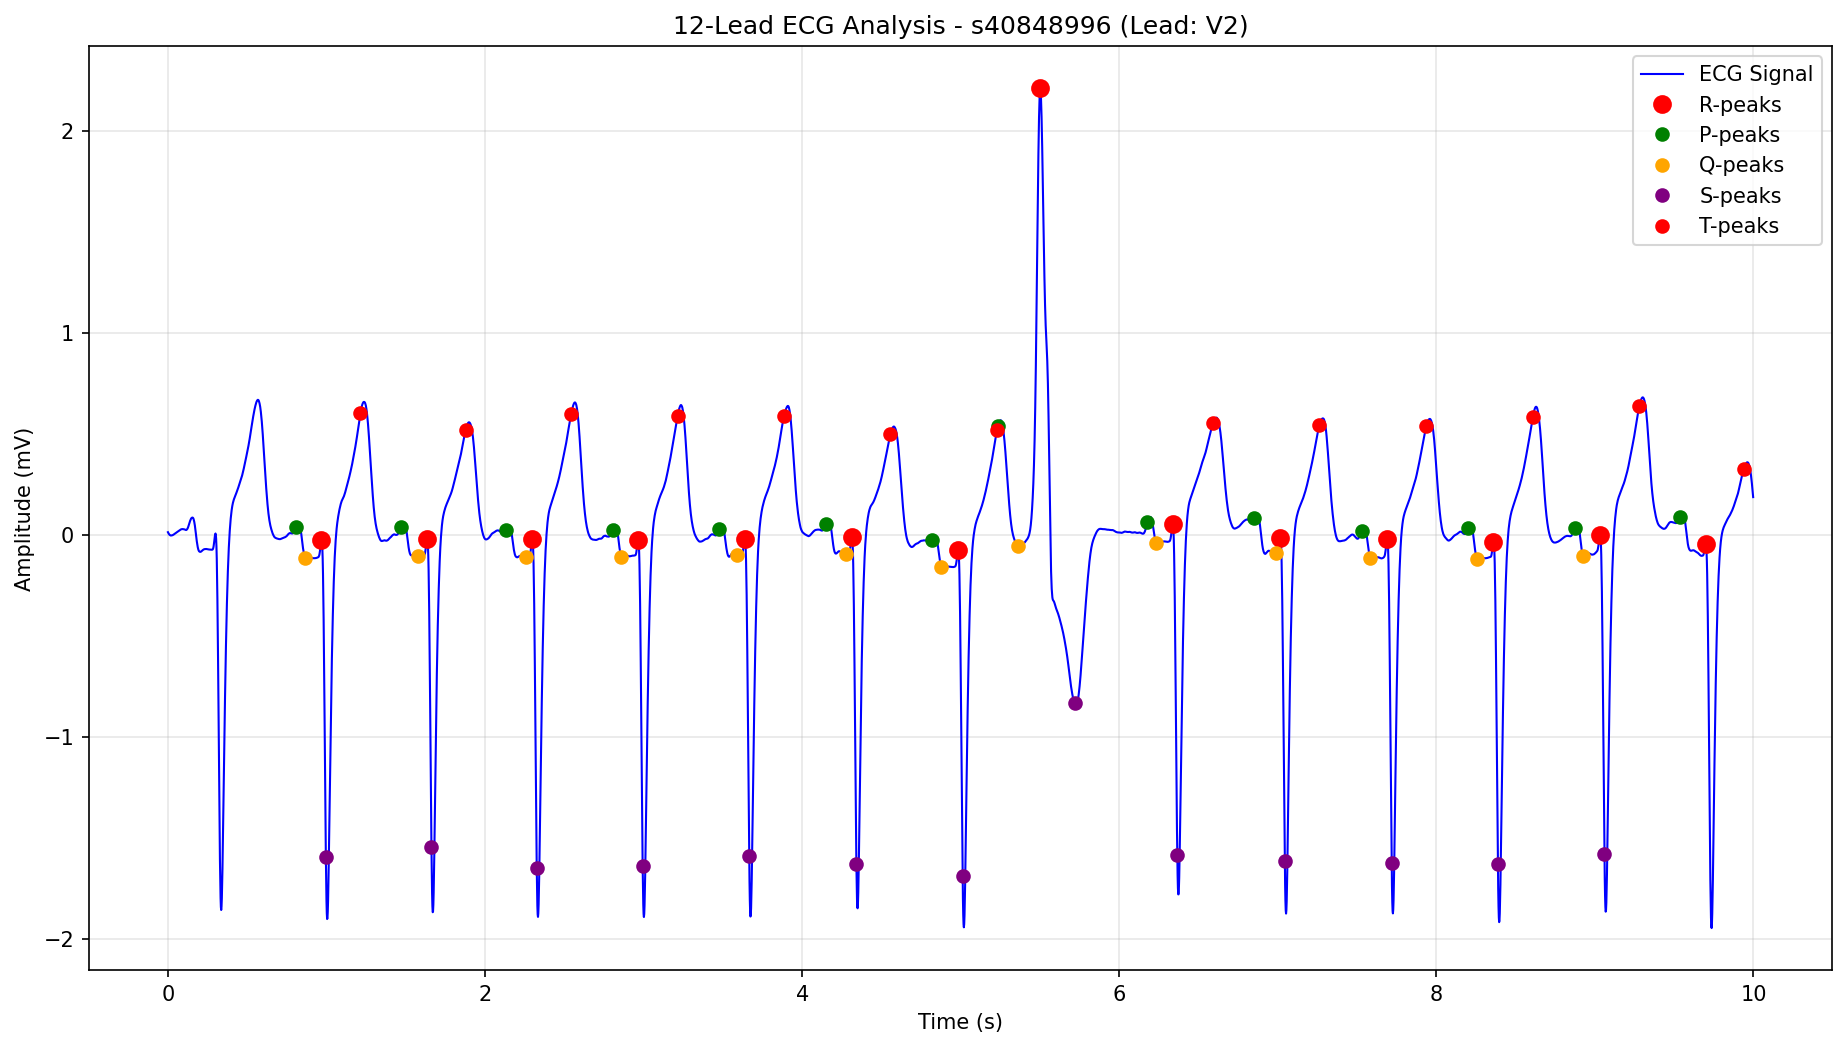 12-Lead ECG Analysis - s40848996 (Lead: V2)
ECG Signal
R-peaks
P-peaks
Q-peaks
S-peaks
T-peaks
Amplitude (mV)
2
1
0
−1
−2
0
2
4
6
8
10
Time (s)